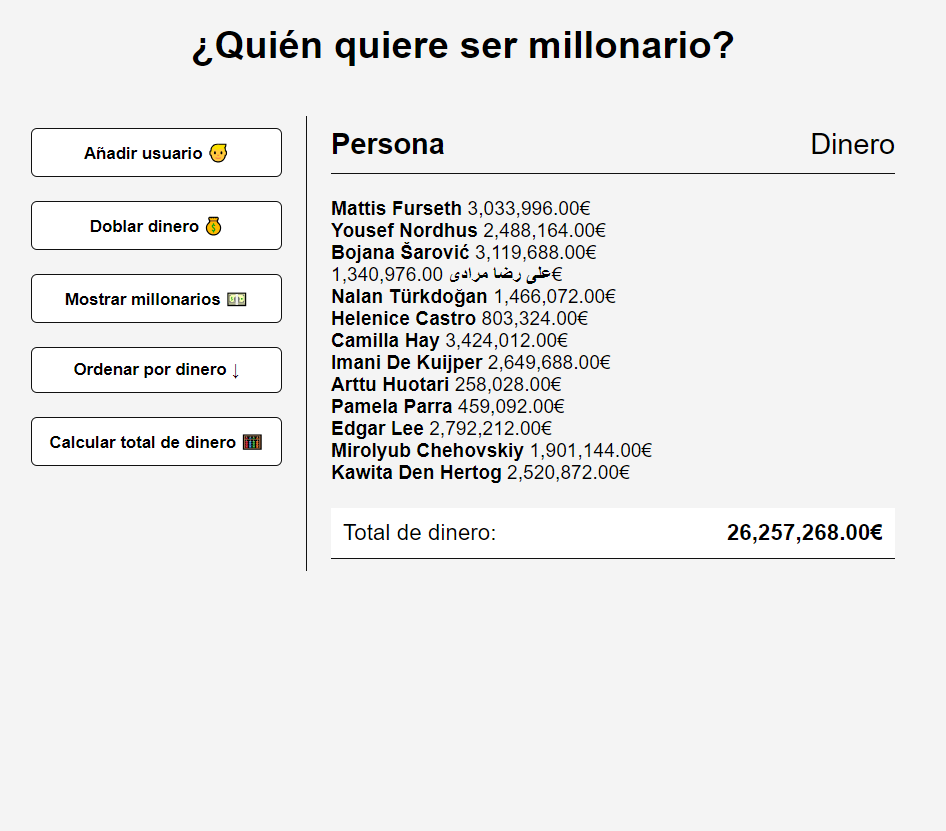 ¿Quién quiere ser millonario?
Añadir usuario 👱
Doblar dinero 💰
Mostrar millonarios 💵
Ordenar por dinero ↓
Calcular total de dinero 🧮
Persona Dinero
Mattis Furseth 3,033,996.00€
Yousef Nordhus 2,488,164.00€
Bojana Šarović 3,119,688.00€
علی رضا مرادی 1,340,976.00€
Nalan Türkdoğan 1,466,072.00€
Helenice Castro 803,324.00€
Camilla Hay 3,424,012.00€
Imani De Kuijper 2,649,688.00€
Arttu Huotari 258,028.00€
Pamela Parra 459,092.00€
Edgar Lee 2,792,212.00€
Mirolyub Chehovskiy 1,901,144.00€
Kawita Den Hertog 2,520,872.00€
Total de dinero: 26,257,268.00€